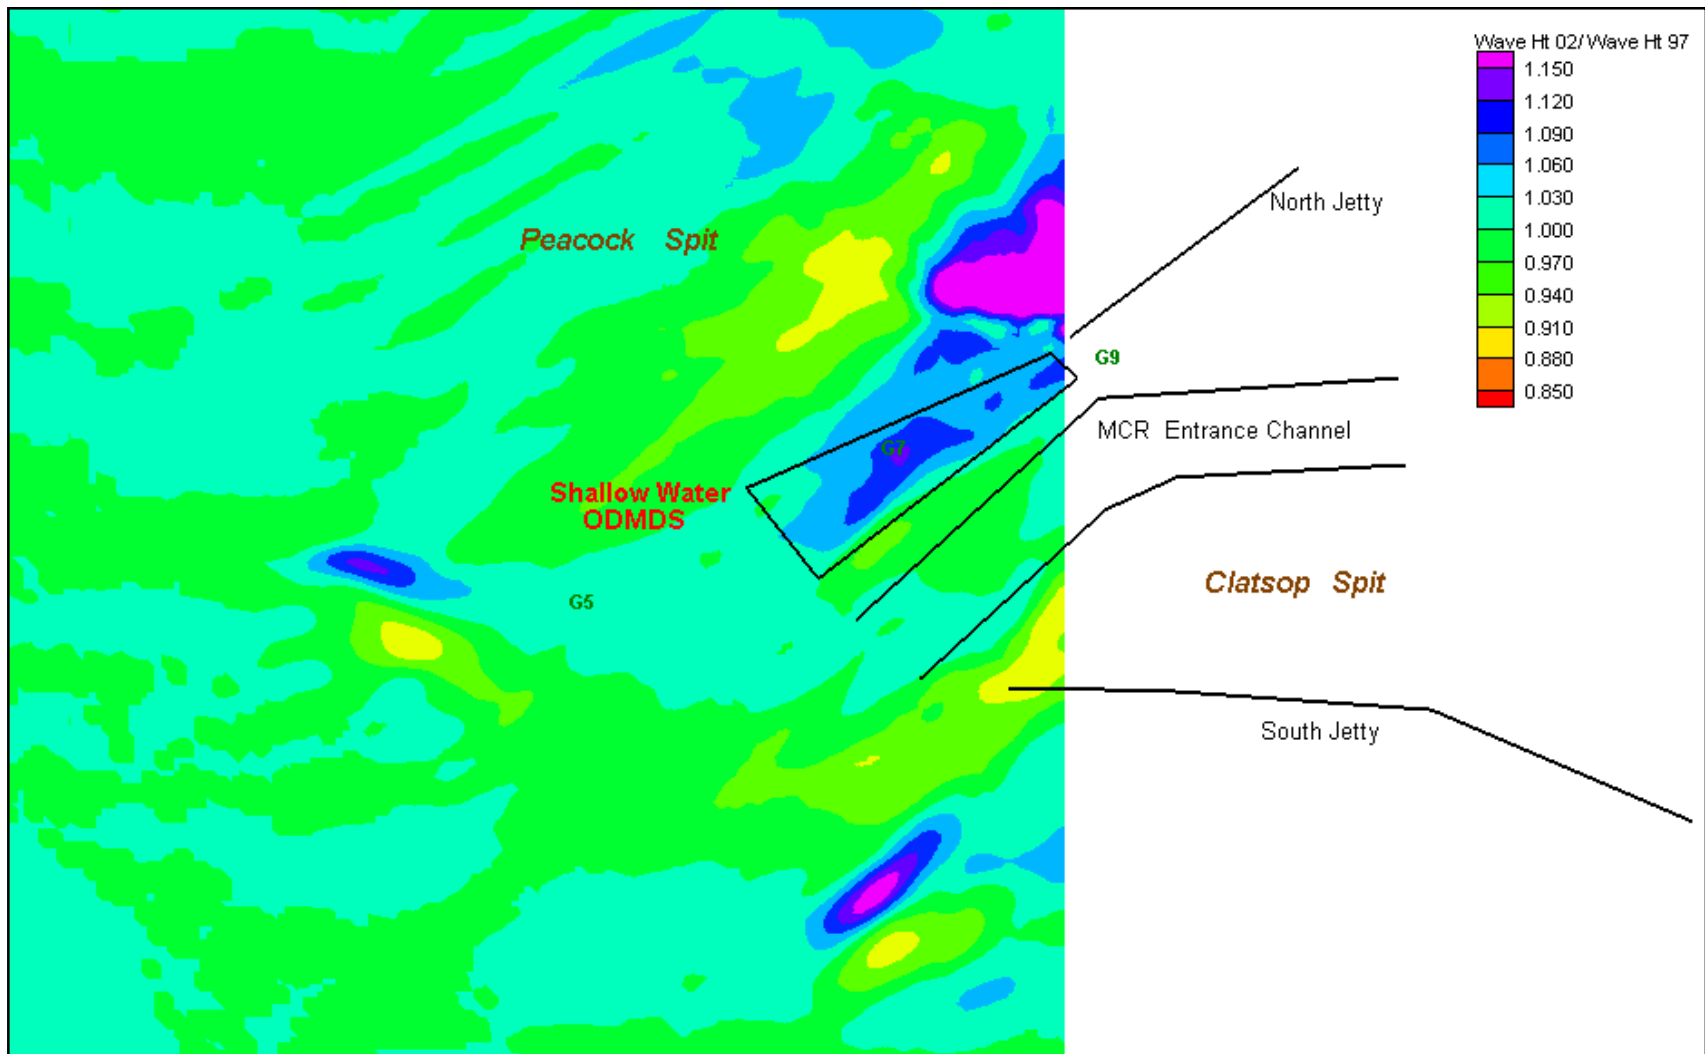 Wave Ht 02/Wave Ht 97
1.150
1.120
1.090
1.060
1.030
1.000
0.970
0.940
0.910
0.880
0.850
North Jetty
Peacock Spit
G9
MCR Entrance Channel
G7
Shallow Water
ODMDS
Clatsop Spit
G5
South Jetty